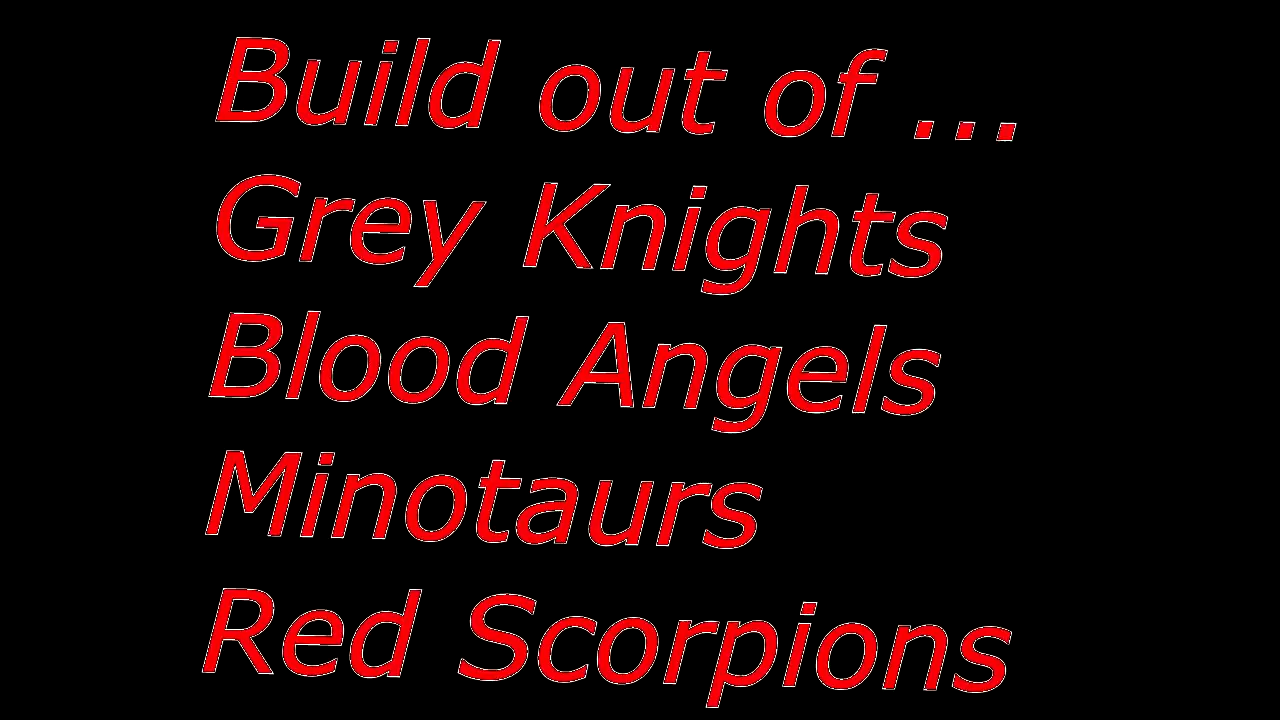 Build out of ...
Grey Knights
Blood Angels
Minotaurs
Red Scorpions